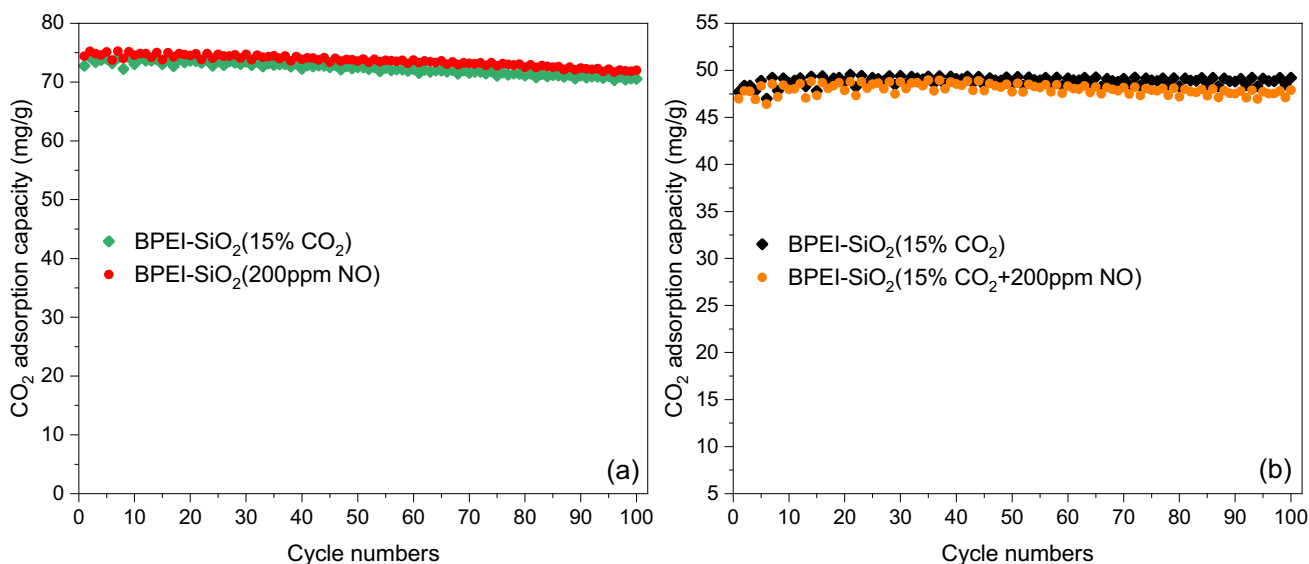 CO₂ adsorption capacity (mg/g)
80
70
60
50
40
30
20
10
0
BPEI-SiO₂(15% CO₂)
BPEI-SiO₂(200ppm NO)
(a)
0 10 20 30 40 50 60 70 80 90 100
Cycle numbers
CO₂ adsorption capacity (mg/g)
55
50
45
40
35
30
25
20
15
10
5
BPEI-SiO₂(15% CO₂)
BPEI-SiO₂(15% CO₂+200ppm NO)
(b)
0 10 20 30 40 50 60 70 80 90 100
Cycle numbers